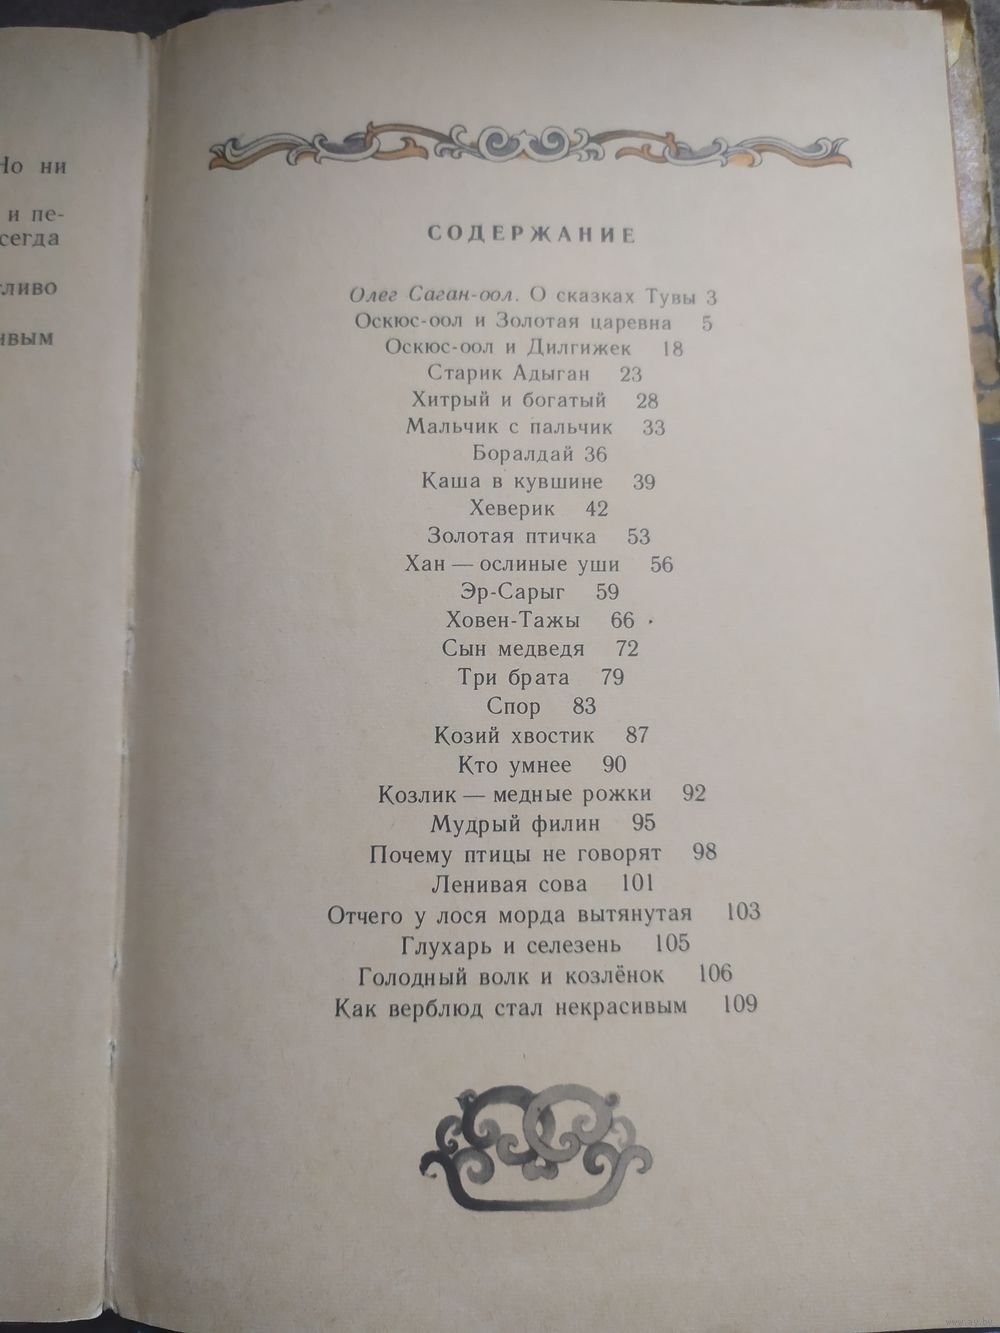 Но ни
и пе-
сегда
ливо
ивым
СОДЕРЖАНИЕ
Олег Саган-оол. О сказках Тувы 3
Оскюс-оол и Золотая царевна 5
Оскюс-оол и Дилгижек 18
Старик Адыган 23
Хитрый и богатый 28
Мальчик с пальчик 33
Боралдай 36
Каша в кувшине 39
Хеверик 42
Золотая птичка 53
Хан — ослиные уши 56
Эр-Сарыг 59
Ховен-Тажы 66
Сын медведя 72
Три брата 79
Спор 83
Козий хвостик 87
Кто умнее 90
Козлик — медные рожки 92
Мудрый филин 95
Почему птицы не говорят 98
Ленивая сова 101
Отчего у лося морда вытянутая 103
Глухарь и селезень 105
Голодный волк и козлёнок 106
Как верблюд стал некрасивым 109
www.ay.by